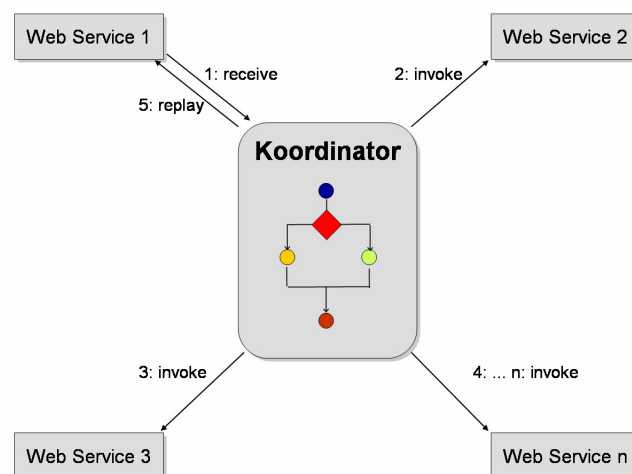 Web Service 1
Web Service 2
1: receive
2: invoke
5: replay
Koordinator
3: invoke
4: ... n: invoke
Web Service 3
Web Service n